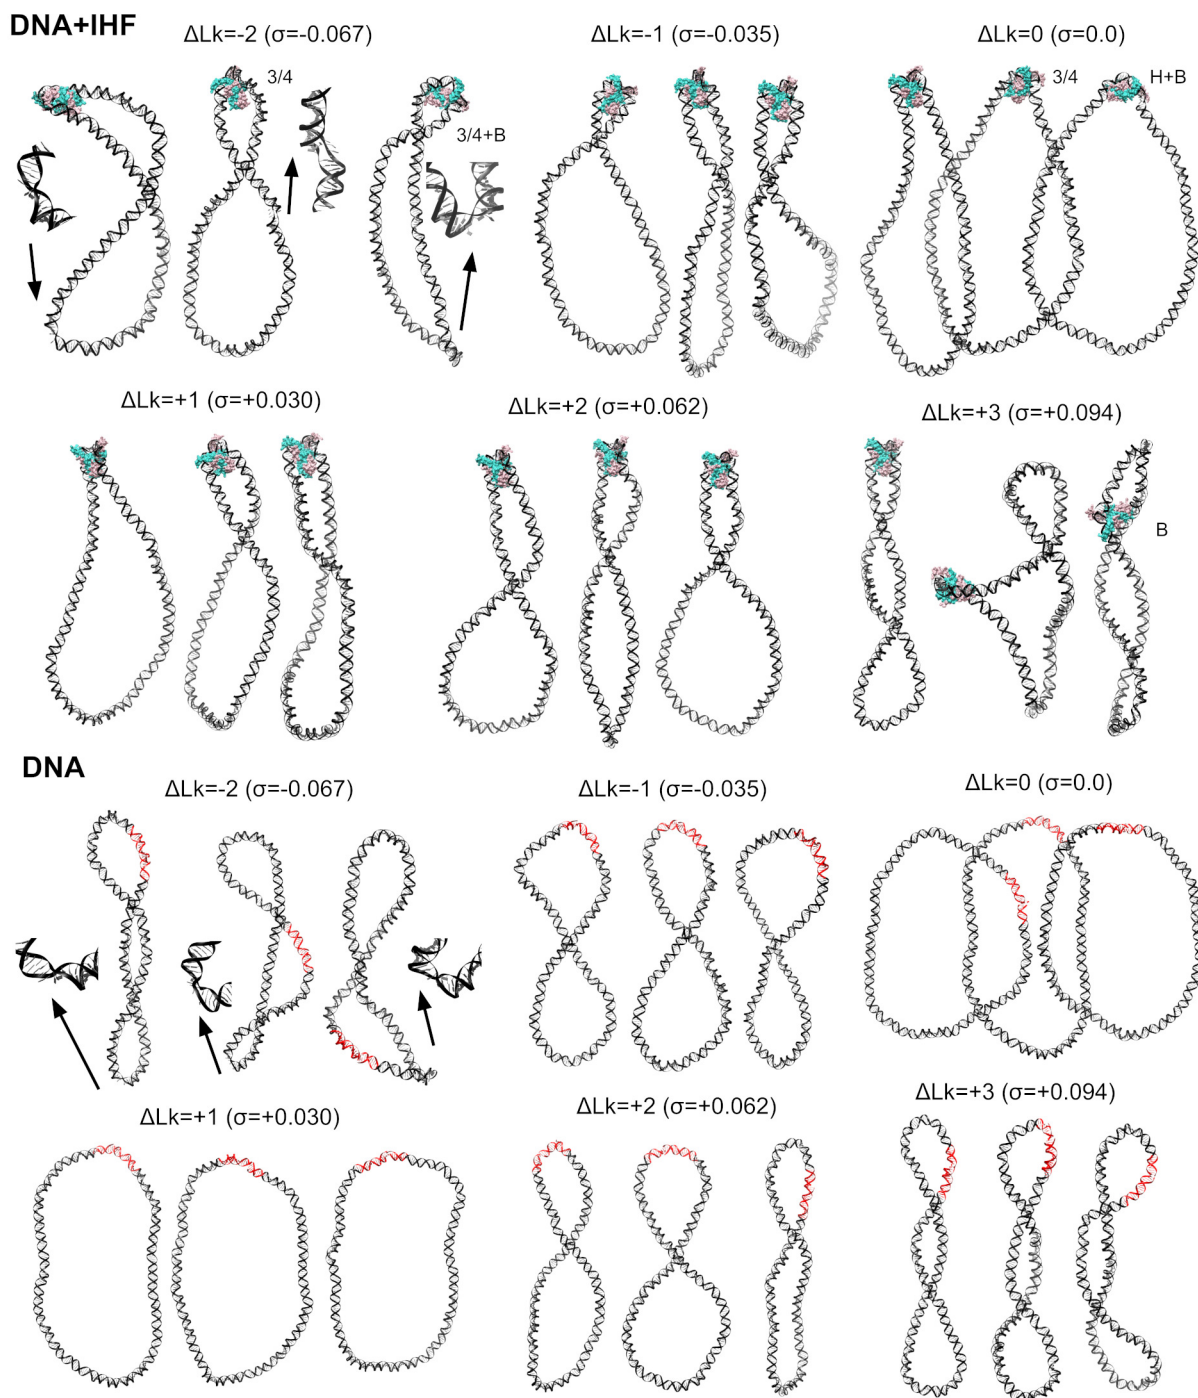 DNA+IHF
ΔLk=-2 (σ=-0.067)
ΔLk=-1 (σ=-0.035)
ΔLk=0 (σ=0.0)
3/4
3/4+B
3/4
H+B
ΔLk=+1 (σ=+0.030)
ΔLk=+2 (σ=+0.062)
ΔLk=+3 (σ=+0.094)
B
DNA
ΔLk=-2 (σ=-0.067)
ΔLk=-1 (σ=-0.035)
ΔLk=0 (σ=0.0)
ΔLk=+1 (σ=+0.030)
ΔLk=+2 (σ=+0.062)
ΔLk=+3 (σ=+0.094)